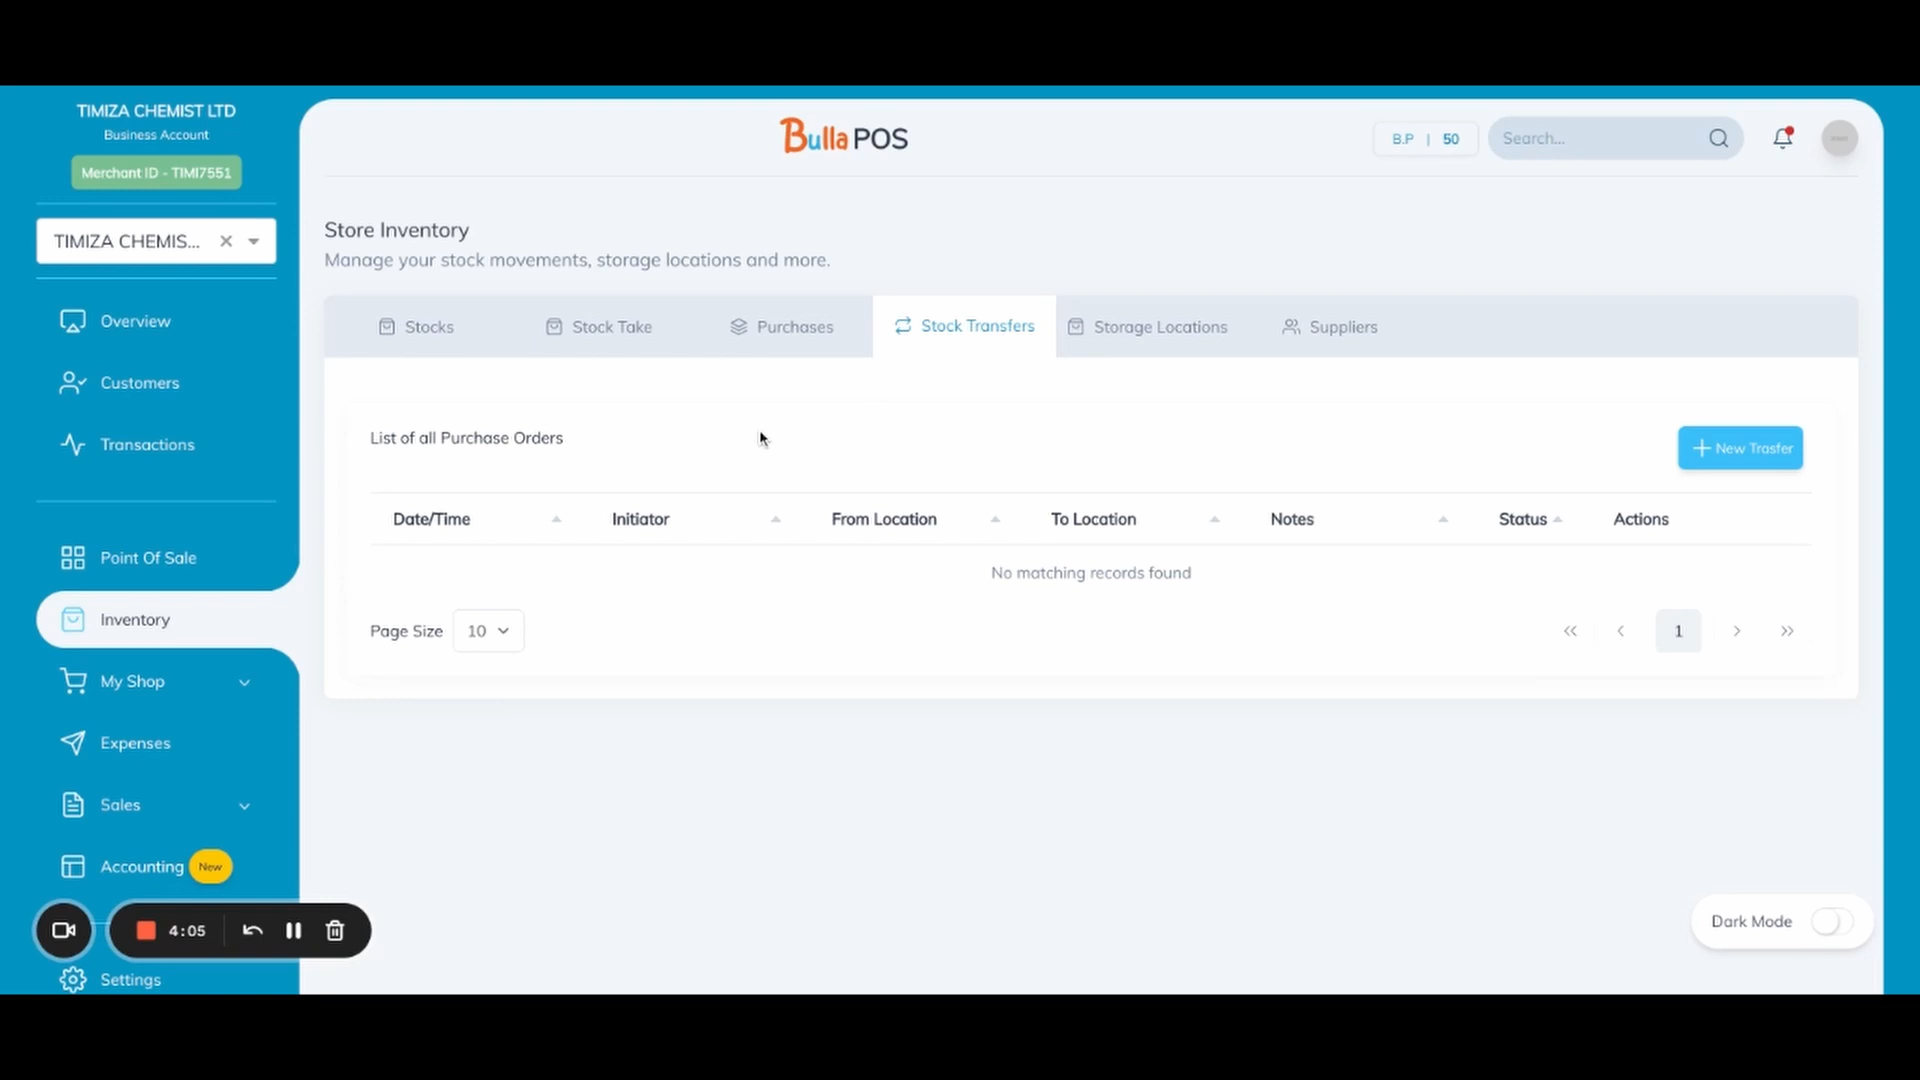 TIMIZA CHEMIST LTD
Business Account
Merchant ID - TIMI7551
TIMIZA CHEMIS...
Overview
Customers
Transactions
Point Of Sale
Inventory
My Shop
Expenses
Sales
Accounting New
4:05
Settings
Bulla POS
B.P | 50
Search...
Store Inventory
Manage your stock movements, storage locations and more.
Stocks Stock Take Purchases Stock Transfers Storage Locations Suppliers
List of all Purchase Orders
New Trasfer
Date/Time Initiator From Location To Location Notes Status Actions
No matching records found
Page Size 10
1
Dark Mode